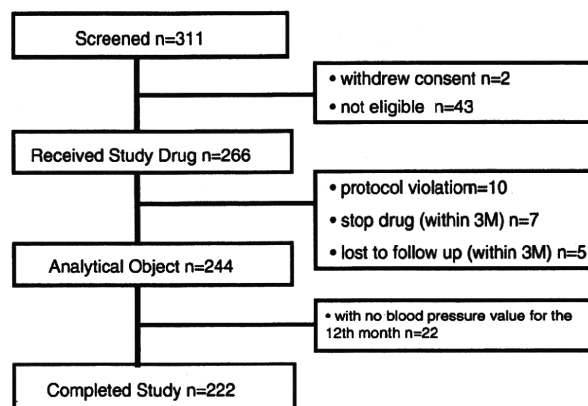 Screened n=311
• withdrew consent n=2
• not eligible n=43
Received Study Drug n=266
• protocol violationm=10
• stop drug (within 3M) n=7
• lost to follow up (within 3M) n=5
Analytical Object n=244
• with no blood pressure value for the
12th month n=22
Completed Study n=222